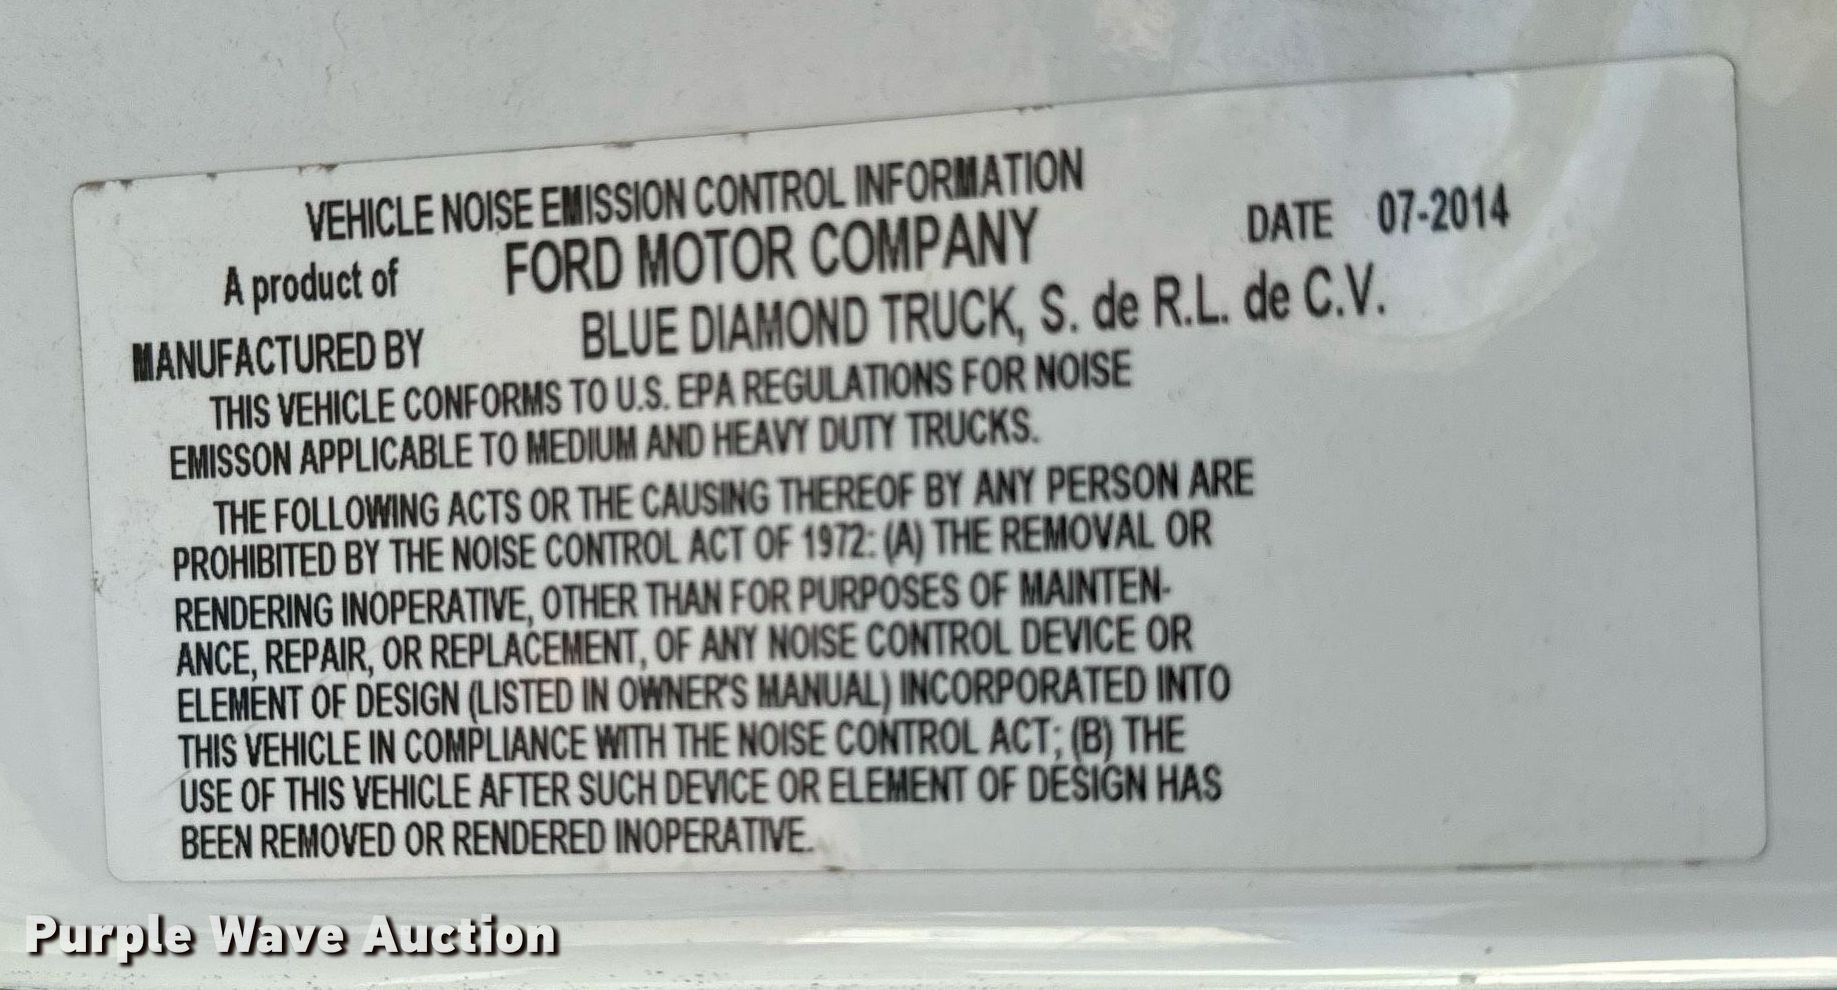 VEHICLE NOISE EMISSION CONTROL INFORMATION
A product of FORD MOTOR COMPANY DATE 07-2014
MANUFACTURED BY BLUE DIAMOND TRUCK, S. de R.L. de C.V.
THIS VEHICLE CONFORMS TO U.S. EPA REGULATIONS FOR NOISE
EMISSON APPLICABLE TO MEDIUM AND HEAVY DUTY TRUCKS.
THE FOLLOWING ACTS OR THE CAUSING THEREOF BY ANY PERSON ARE
PROHIBITED BY THE NOISE CONTROL ACT OF 1972: (A) THE REMOVAL OR
RENDERING INOPERATIVE, OTHER THAN FOR PURPOSES OF MAINTEN-
ANCE, REPAIR, OR REPLACEMENT, OF ANY NOISE CONTROL DEVICE OR
ELEMENT OF DESIGN (LISTED IN OWNER'S MANUAL) INCORPORATED INTO
THIS VEHICLE IN COMPLIANCE WITH THE NOISE CONTROL ACT; (B) THE
USE OF THIS VEHICLE AFTER SUCH DEVICE OR ELEMENT OF DESIGN HAS
BEEN REMOVED OR RENDERED INOPERATIVE.
Purple Wave Auction